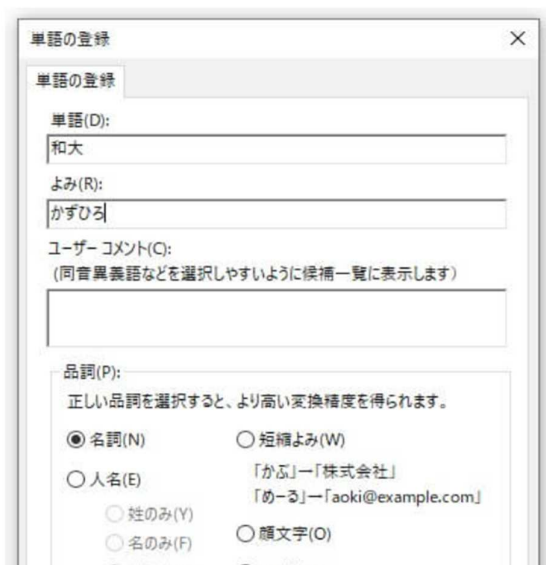 単語の登録
単語の登録
単語(D):
和大
よみ(R):
かずひろ
ユーザー コメント(C):
(同音異義語などを選択しやすいように候補一覧に表示します)
品詞(P):
正しい品詞を選択すると、より高い変換精度を得られます。
名詞(N)
短縮よみ(W)
人名(E)
「かぶ」→「株式会社」
「めーる」→「aoki@example.com」
姓のみ(Y)
名のみ(F)
顔文字(O)